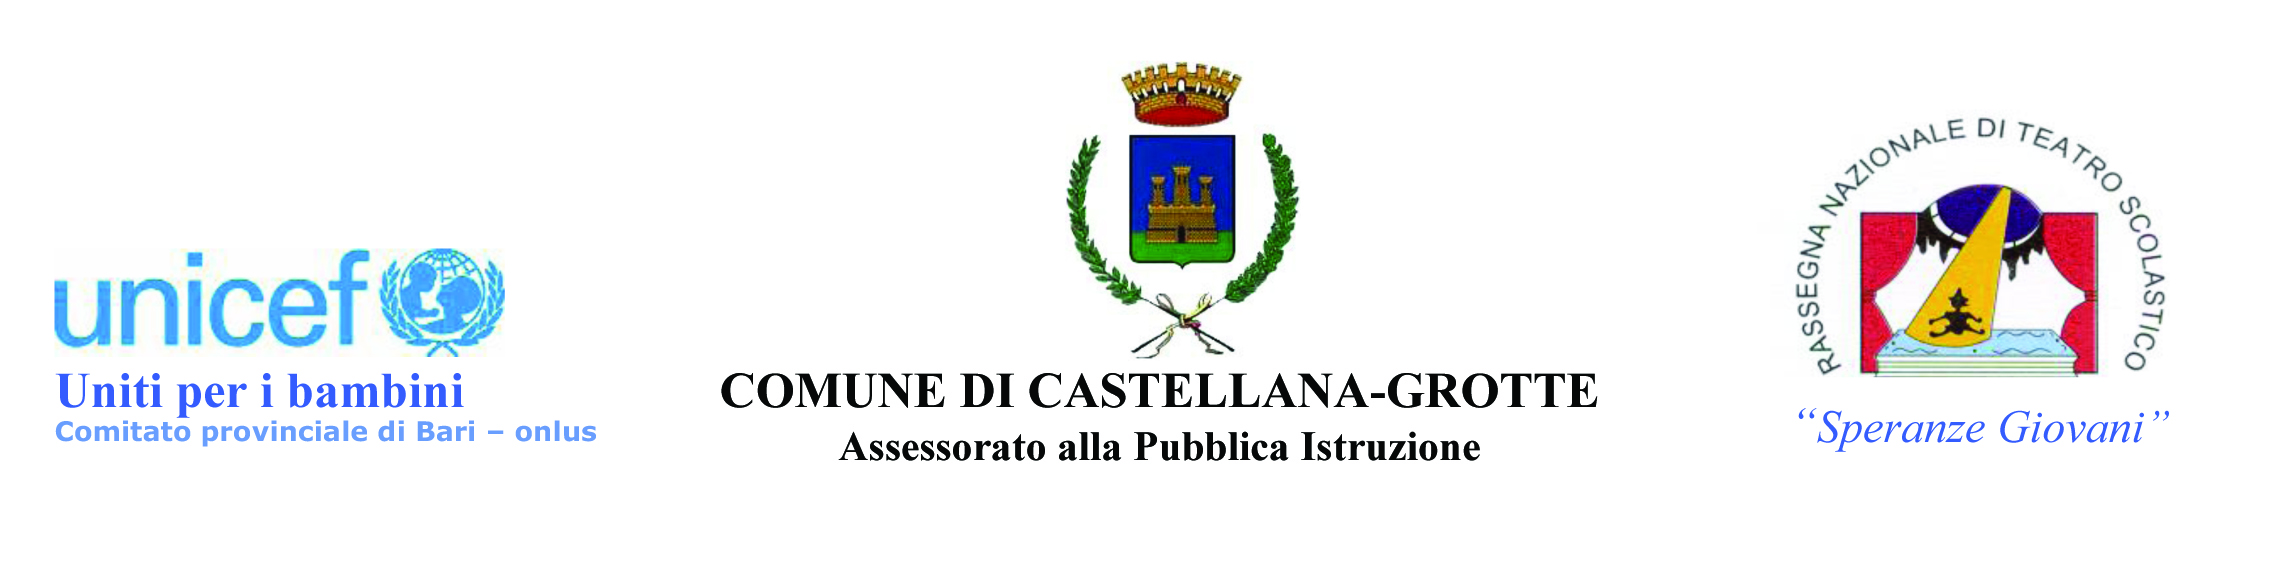 unicef
Uniti per i bambini
Comitato provinciale di Bari – onlus
COMUNE DI CASTELLANA-GROTTE
Assessorato alla Pubblica Istruzione
RASSEGNA NAZIONALE DI TEATRO SCOLASTICO
“Speranze Giovani”